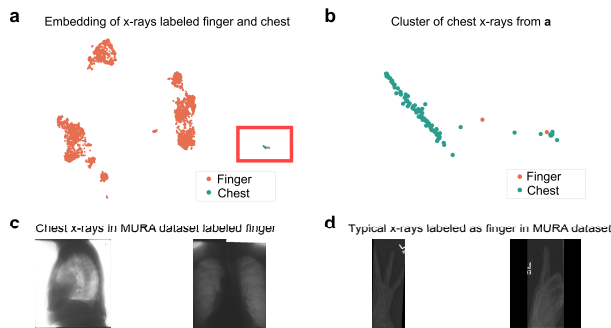 a Embedding of x-rays labeled finger and chest
b Cluster of chest x-rays from a
Finger
Chest
Finger
Chest
c Chest x-rays in MURA dataset labeled finger
d Typical x-rays labeled as finger in MURA dataset